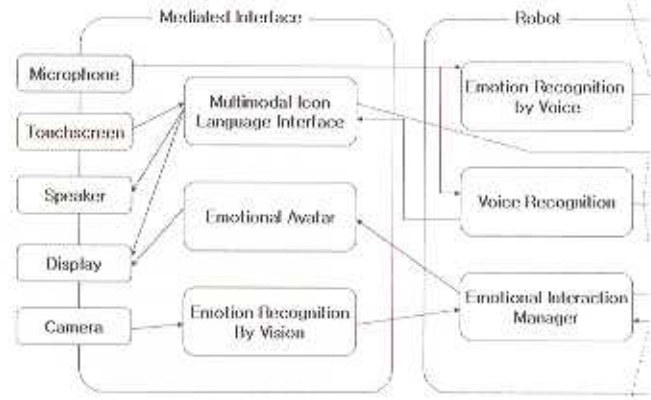 Mediated Interface
Robot
Microphone
Touchscreen
Speaker
Display
Camera
Multimodal Icon
Language Interface
Emotional Avatar
Emotion Recognition
By Vision
Emotion Recognition
by Voice
Voice Recognition
Emotional Interaction
Manager